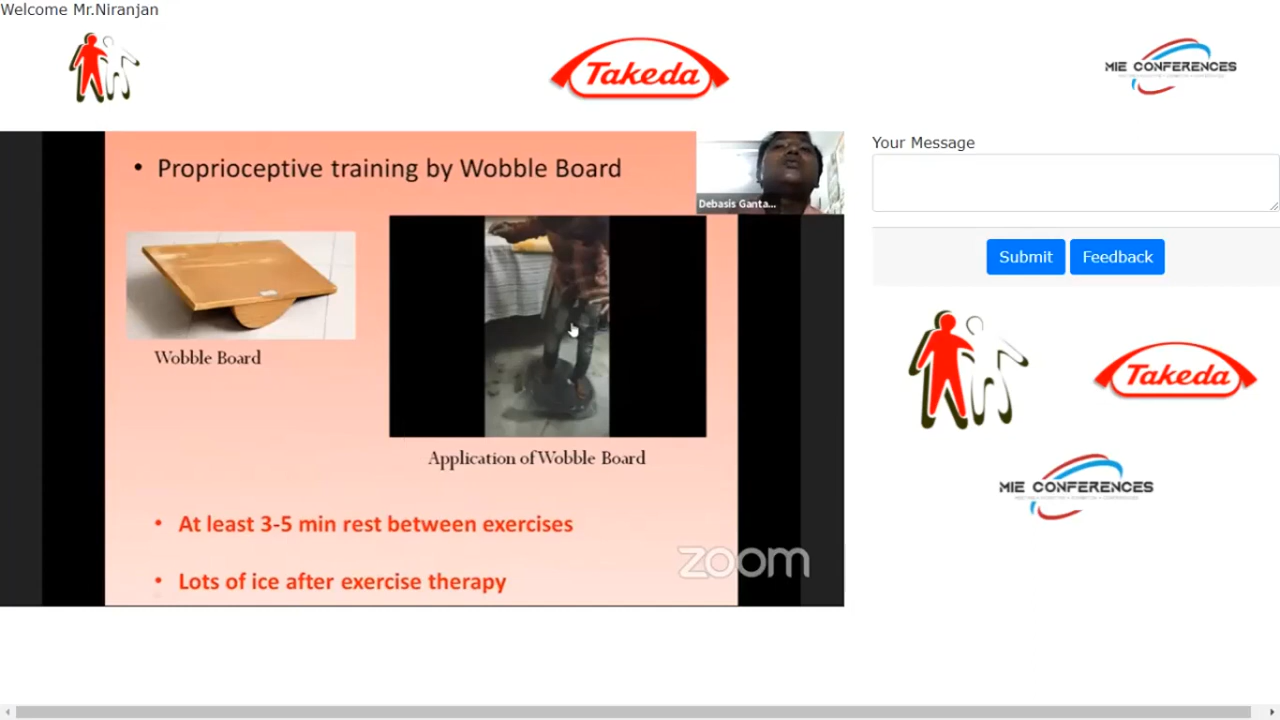 Welcome Mr.Niranjan
Takeda
MIE CONFERENCES
• Proprioceptive training by Wobble Board
Debasis Ganta...
Wobble Board
Application of Wobble Board
• At least 3-5 min rest between exercises
• Lots of ice after exercise therapy
zoom
Your Message
Submit
Feedback
Takeda
MIE CONFERENCES